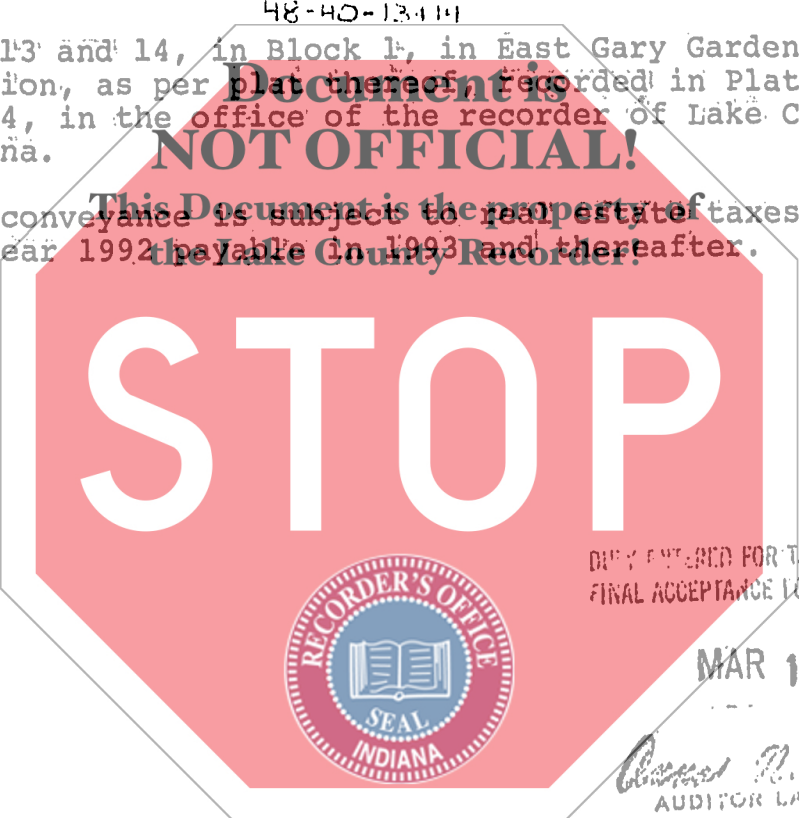 13 and 14, in Block 1, in East Gary Garden
Document is
ion, as per plat thereof, recorded in Plat
4, in the office of the recorder of Lake C
NOT OFFICIAL!
na.
This Document is the property of
conveyance is subject to real estate taxes
the Lake County Recorder!
ear 1992 payable in 1993 and thereafter.
STOP
FOR T
FINAL ACCEPTANCE
RECORDER'S OFFICE
MAR 1
SEAL
INDIANA
AUDITOR LA